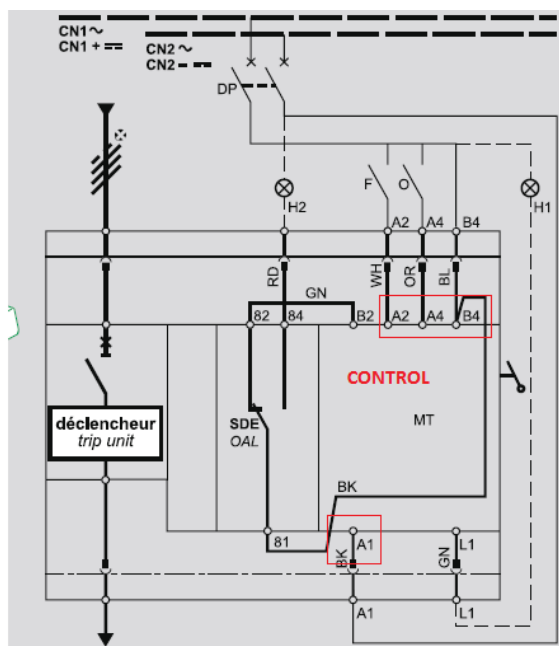 CN1 ~
CN1 +
CN2 ~
CN2 -
DP
H2
F
O
H1
A2
A4
B4
RD
WH
OR
BL
GN
82
84
B2
A2
A4
B4
CONTROL
déclencheur
trip unit
SDE
OAL
MT
BK
81
A1
L1
BK
GN
A1
L1